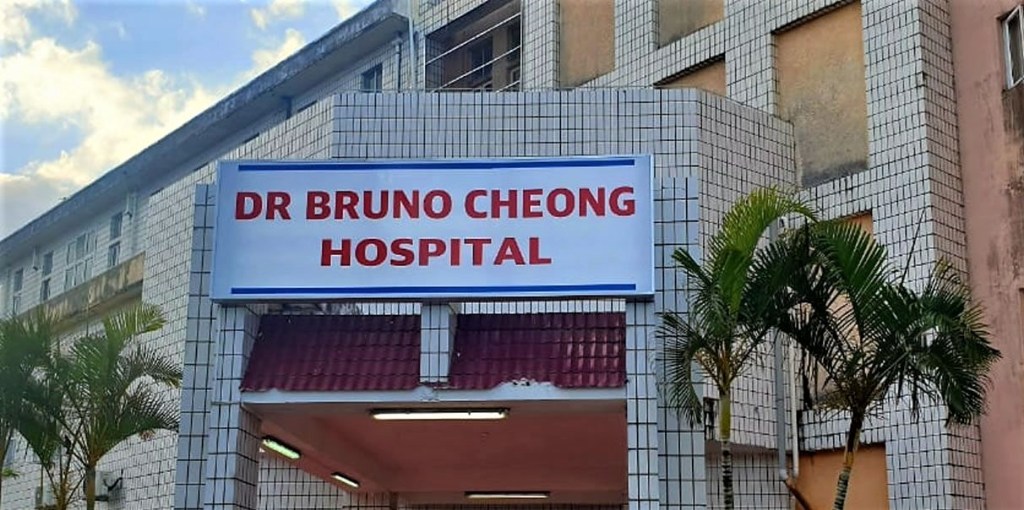 DR BRUNO CHEONG
HOSPITAL